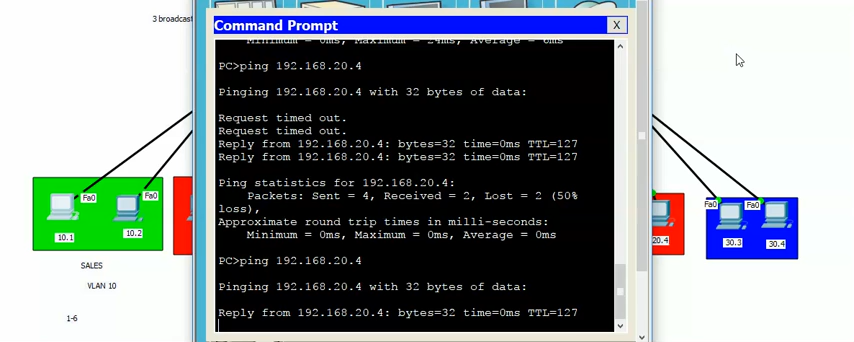 3 broadcast
Command Prompt
X
Minimum = 0ms, Maximum = 24ms, Average = 6ms
PC>ping 192.168.20.4
Pinging 192.168.20.4 with 32 bytes of data:
Request timed out.
Request timed out.
Reply from 192.168.20.4: bytes=32 time=0ms TTL=127
Reply from 192.168.20.4: bytes=32 time=0ms TTL=127
Ping statistics for 192.168.20.4:
Packets: Sent = 4, Received = 2, Lost = 2 (50%
loss),
Approximate round trip times in milli-seconds:
Minimum = 0ms, Maximum = 0ms, Average = 0ms
PC>ping 192.168.20.4
Pinging 192.168.20.4 with 32 bytes of data:
Reply from 192.168.20.4: bytes=32 time=0ms TTL=127
Fa0
Fa0
10.1
10.2
SALES
VLAN 10
1-6
20.4
Fa0
Fa0
30.3
30.4